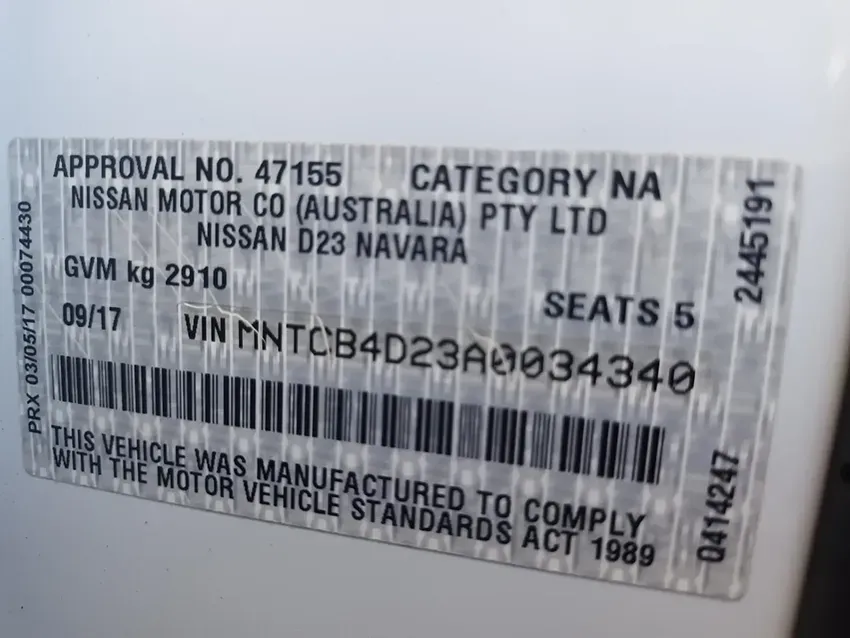 APPROVAL NO. 47155 CATEGORY NA
NISSAN MOTOR CO (AUSTRALIA) PTY LTD
NISSAN D23 NAVARA
GVM kg 2910
SEATS 5
09/17 VIN MNTCB4D23A0034340
THIS VEHICLE WAS MANUFACTURED TO COMPLY
WITH THE MOTOR VEHICLE STANDARDS ACT 1989
PRX 03/05/17 00074430
2445191
Q414247